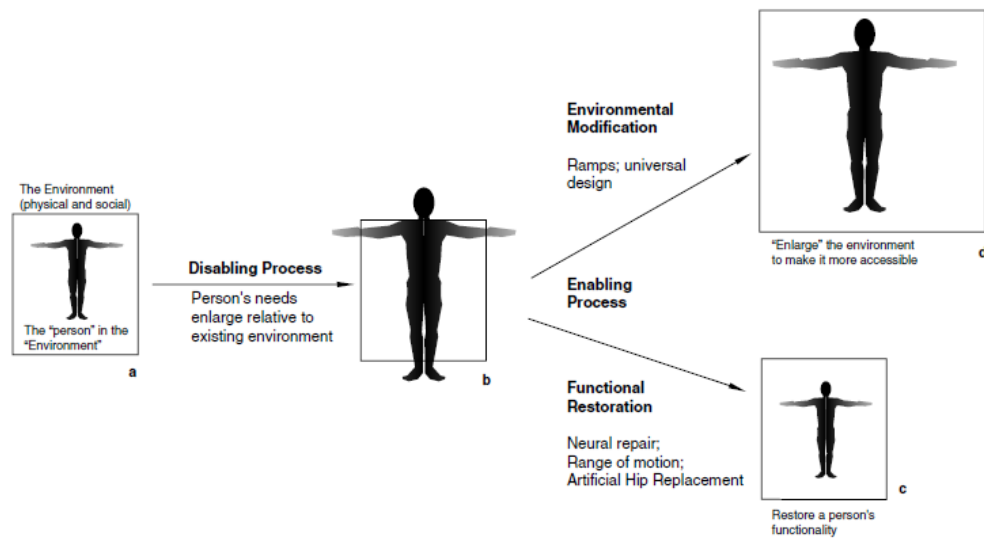 The Environment
(physical and social)
The "person" in the
"Environment"
a
Disabling Process
Person's needs
enlarge relative to
existing environment
b
Environmental
Modification
Ramps; universal
design
Enabling
Process
Functional
Restoration
Neural repair;
Range of motion;
Artificial Hip Replacement
"Enlarge" the environment
to make it more accessible
c
Restore a person's
functionality